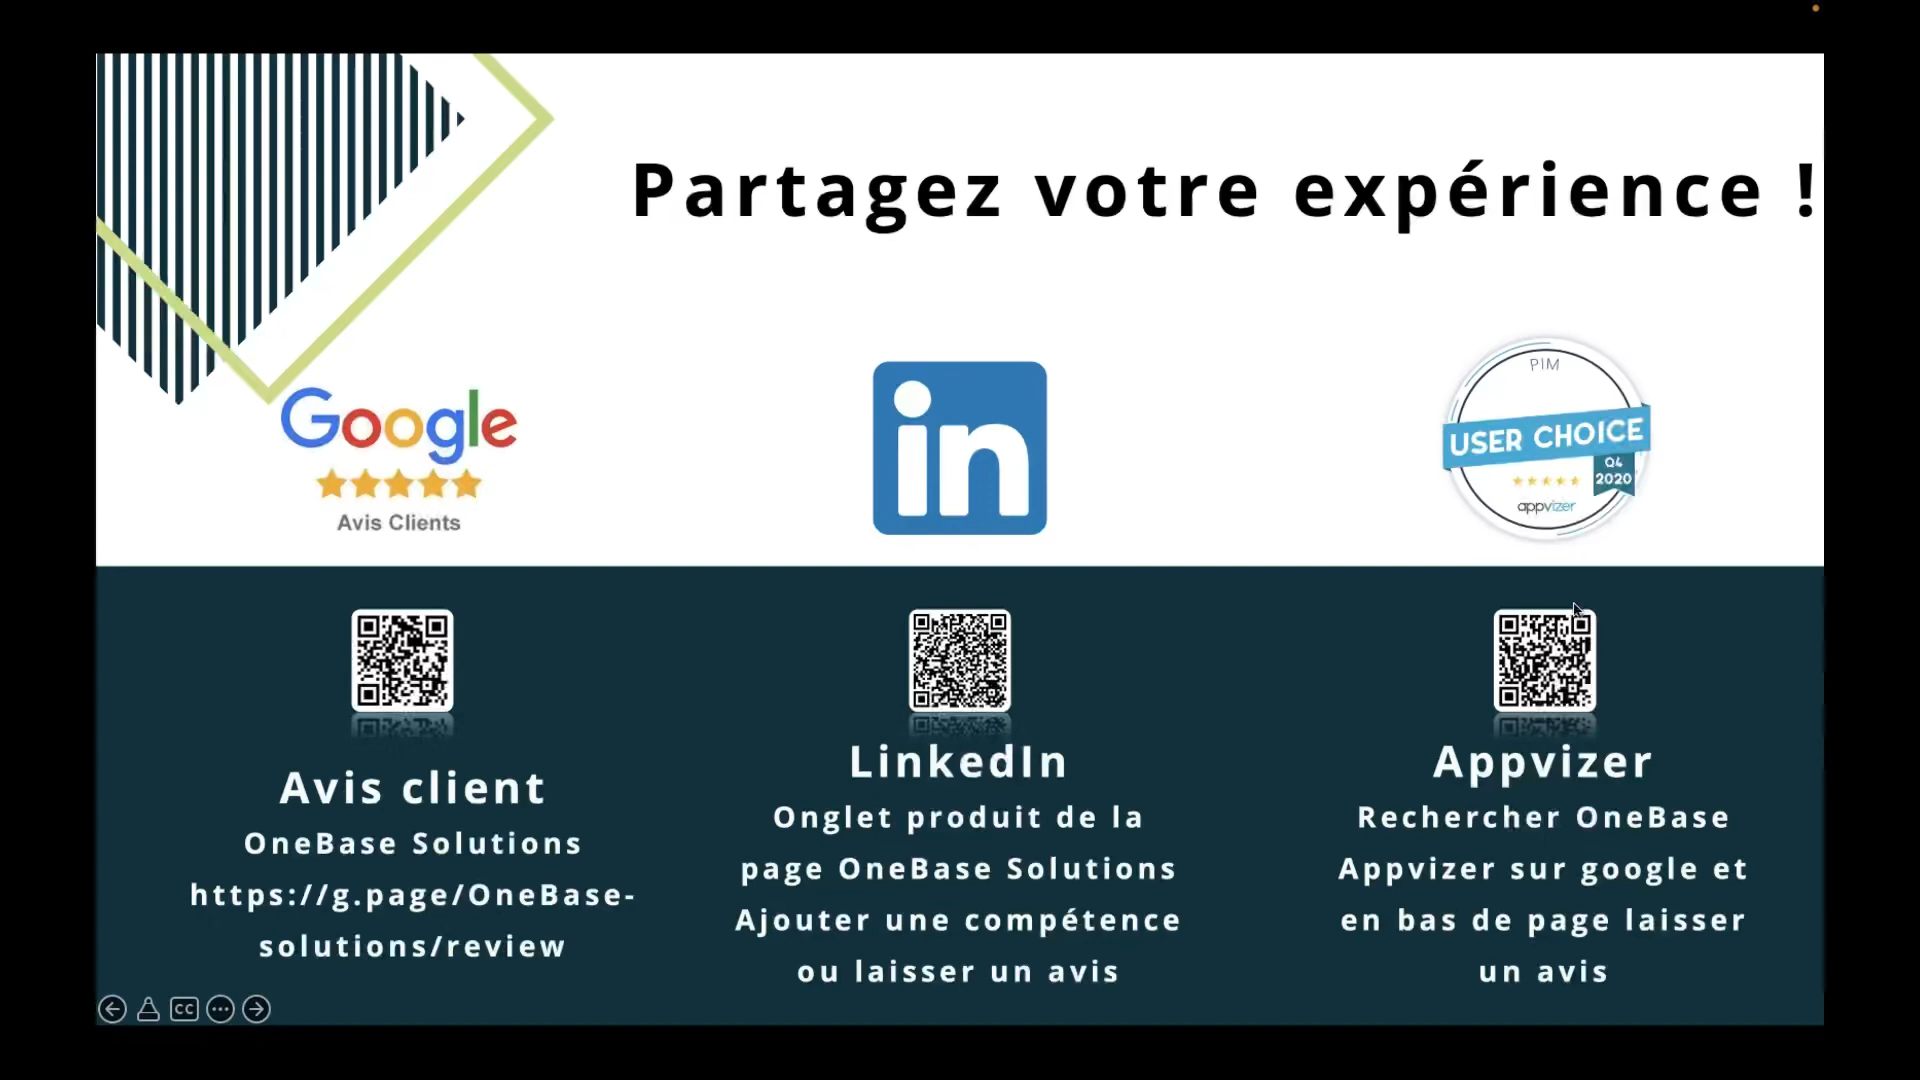 Partagez votre expérience !
Google
Avis Clients
in
PIM
USER CHOICE
Q4
2020
appvizer
Avis client
OneBase Solutions
https://g.page/OneBase-
solutions/review
LinkedIn
Onglet produit de la
page OneBase Solutions
Ajouter une compétence
ou laisser un avis
Appvizer
Rechercher OneBase
Appvizer sur google et
en bas de page laisser
un avis
CC